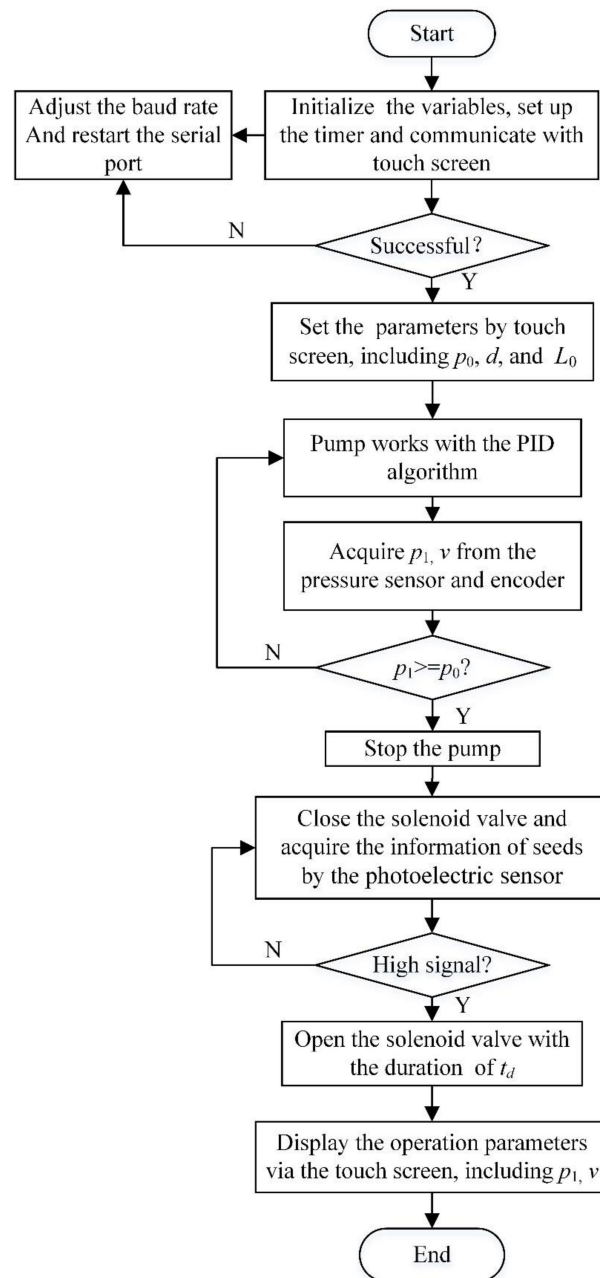 Start
Adjust the baud rate
And restart the serial
port
Initialize the variables, set up
the timer and communicate with
touch screen
N
Successful?
Y
Set the parameters by touch
screen, including p₀, d, and L₀
Pump works with the PID
algorithm
Acquire p₁, v from the
pressure sensor and encoder
N
p₁>=p₀?
Y
Stop the pump
Close the solenoid valve and
acquire the information of seeds
by the photoelectric sensor
N
High signal?
Y
Open the solenoid valve with
the duration of t_d
Display the operation parameters
via the touch screen, including p₁, v
End